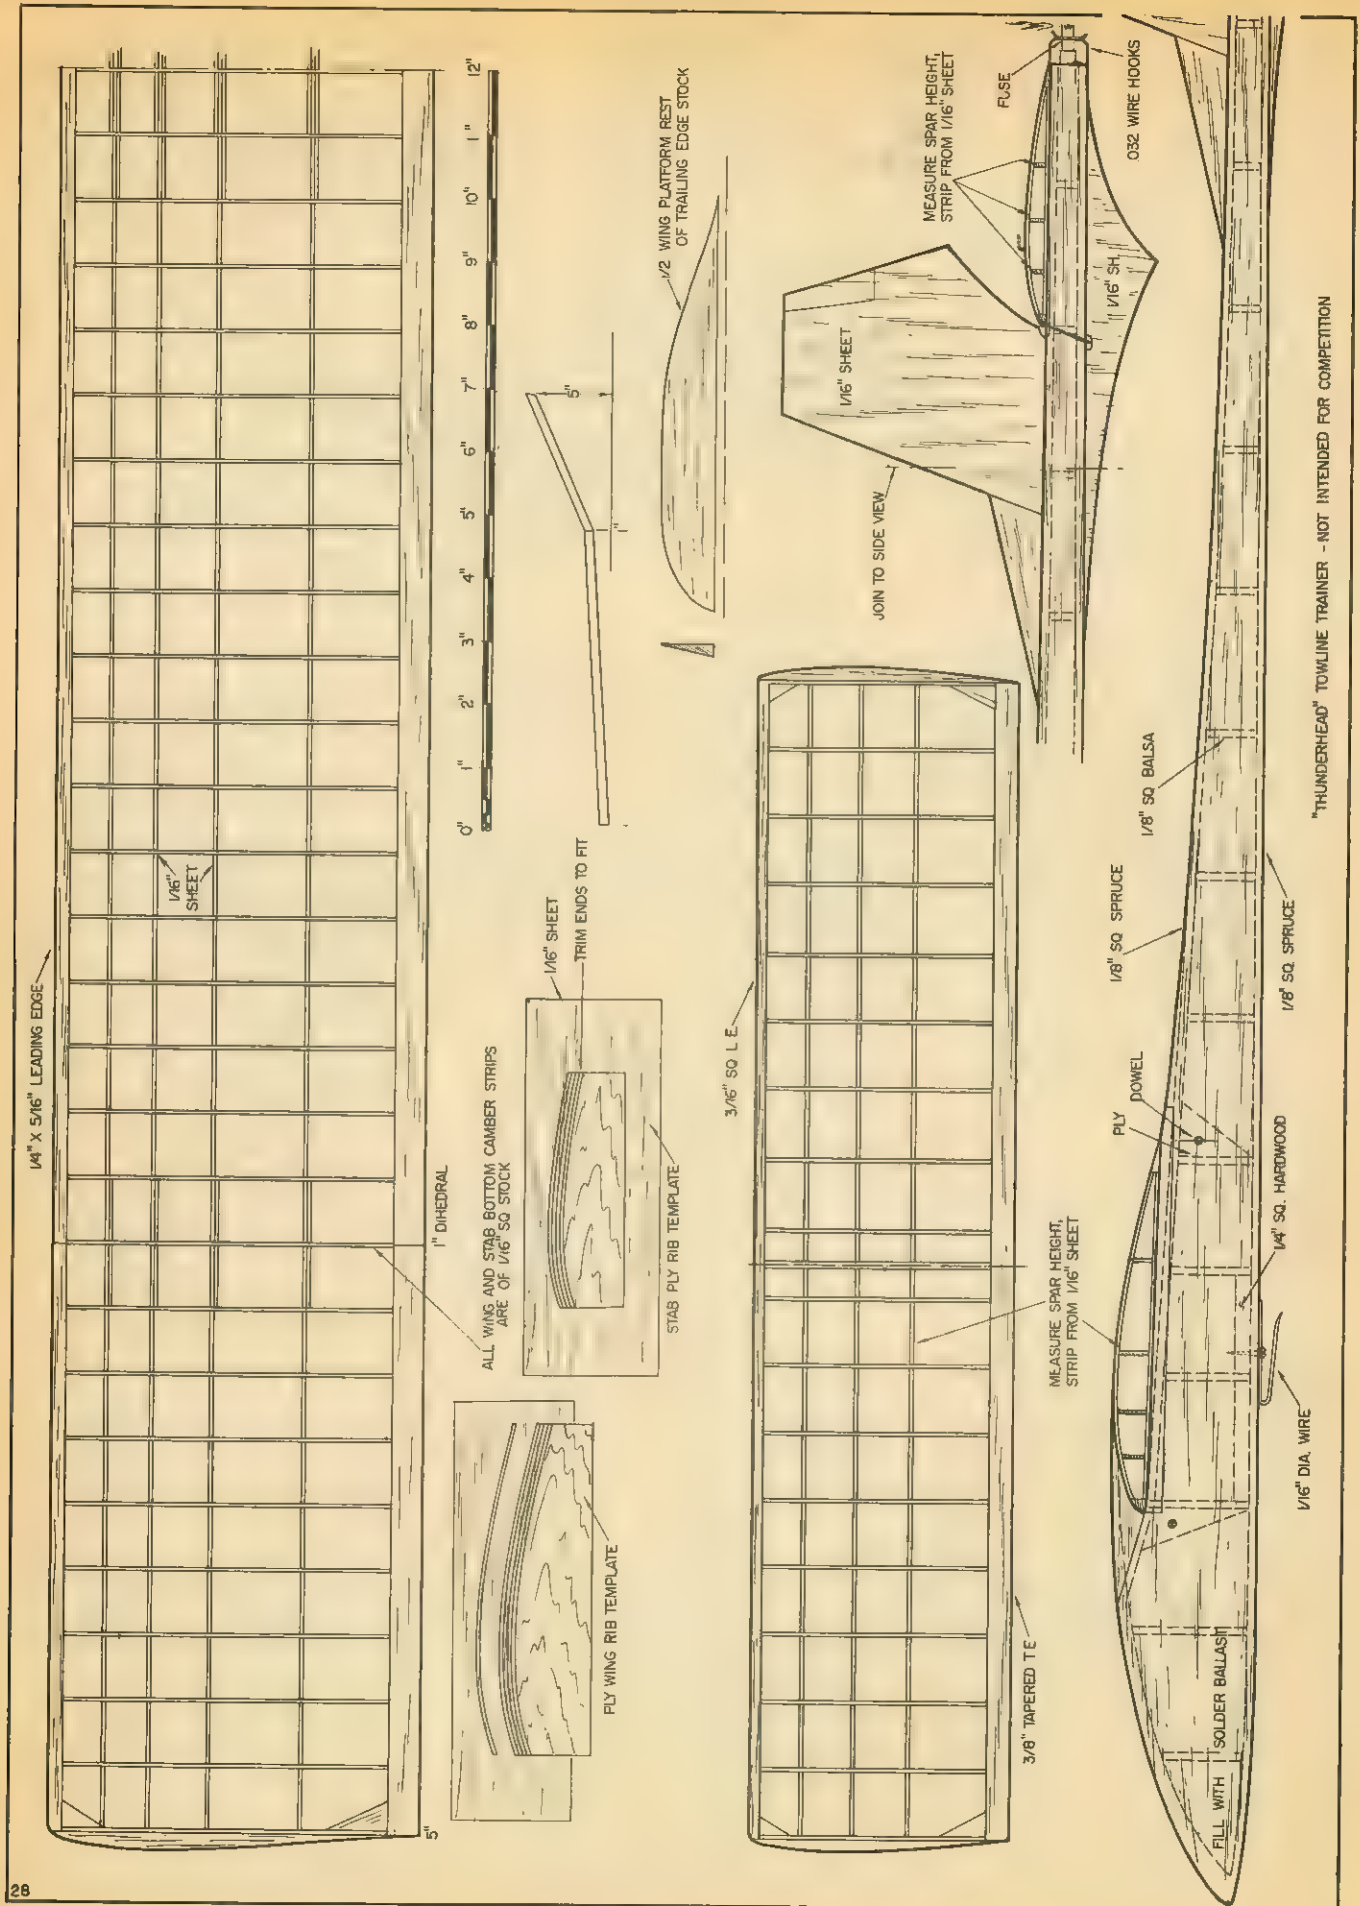 28
1/4" X 5/16" LEADING EDGE
1/16"
SHEET
1" DIHEDRAL
5"
ALL WING AND STAB BOTTOM CAMBER STRIPS
ARE OF 1/16" SQ STOCK
0" 1" 2" 3" 4" 5" 6" 7" 8" 9" 10" 11" 12"
5"
1"
1/2 WING PLATFORM REST
OF TRAILING EDGE STOCK
1/16" SHEET
TRIM ENDS TO FIT
STAB PLY RIB TEMPLATE
PLY WING RIB TEMPLATE
3/16" SQ L E
3/8" TAPERED T E
MEASURE SPAR HEIGHT,
STRIP FROM 1/16" SHEET
1/16" SHEET
JOIN TO SIDE VIEW
MEASURE SPAR HEIGHT,
STRIP FROM 1/16" SHEET
FUSE
.032 WIRE HOOKS
1/16" SH.
FILL WITH SOLDER BALLAST
1/16" DIA. WIRE
1/4" SQ. HARDWOOD
PLY
DOWEL
1/8" SQ SPRUCE
1/8" SQ BALSA
1/8" SQ. SPRUCE
"THUNDERHEAD" TOWLINE TRAINER - NOT INTENDED FOR COMPETITION